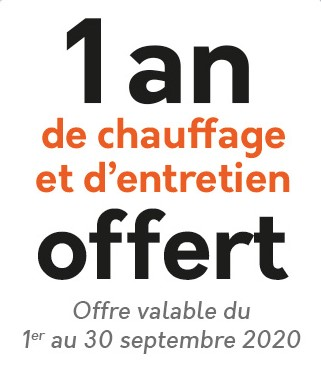 1 an
de chauffage
et d’entretien
offert
Offre valable du
1er au 30 septembre 2020